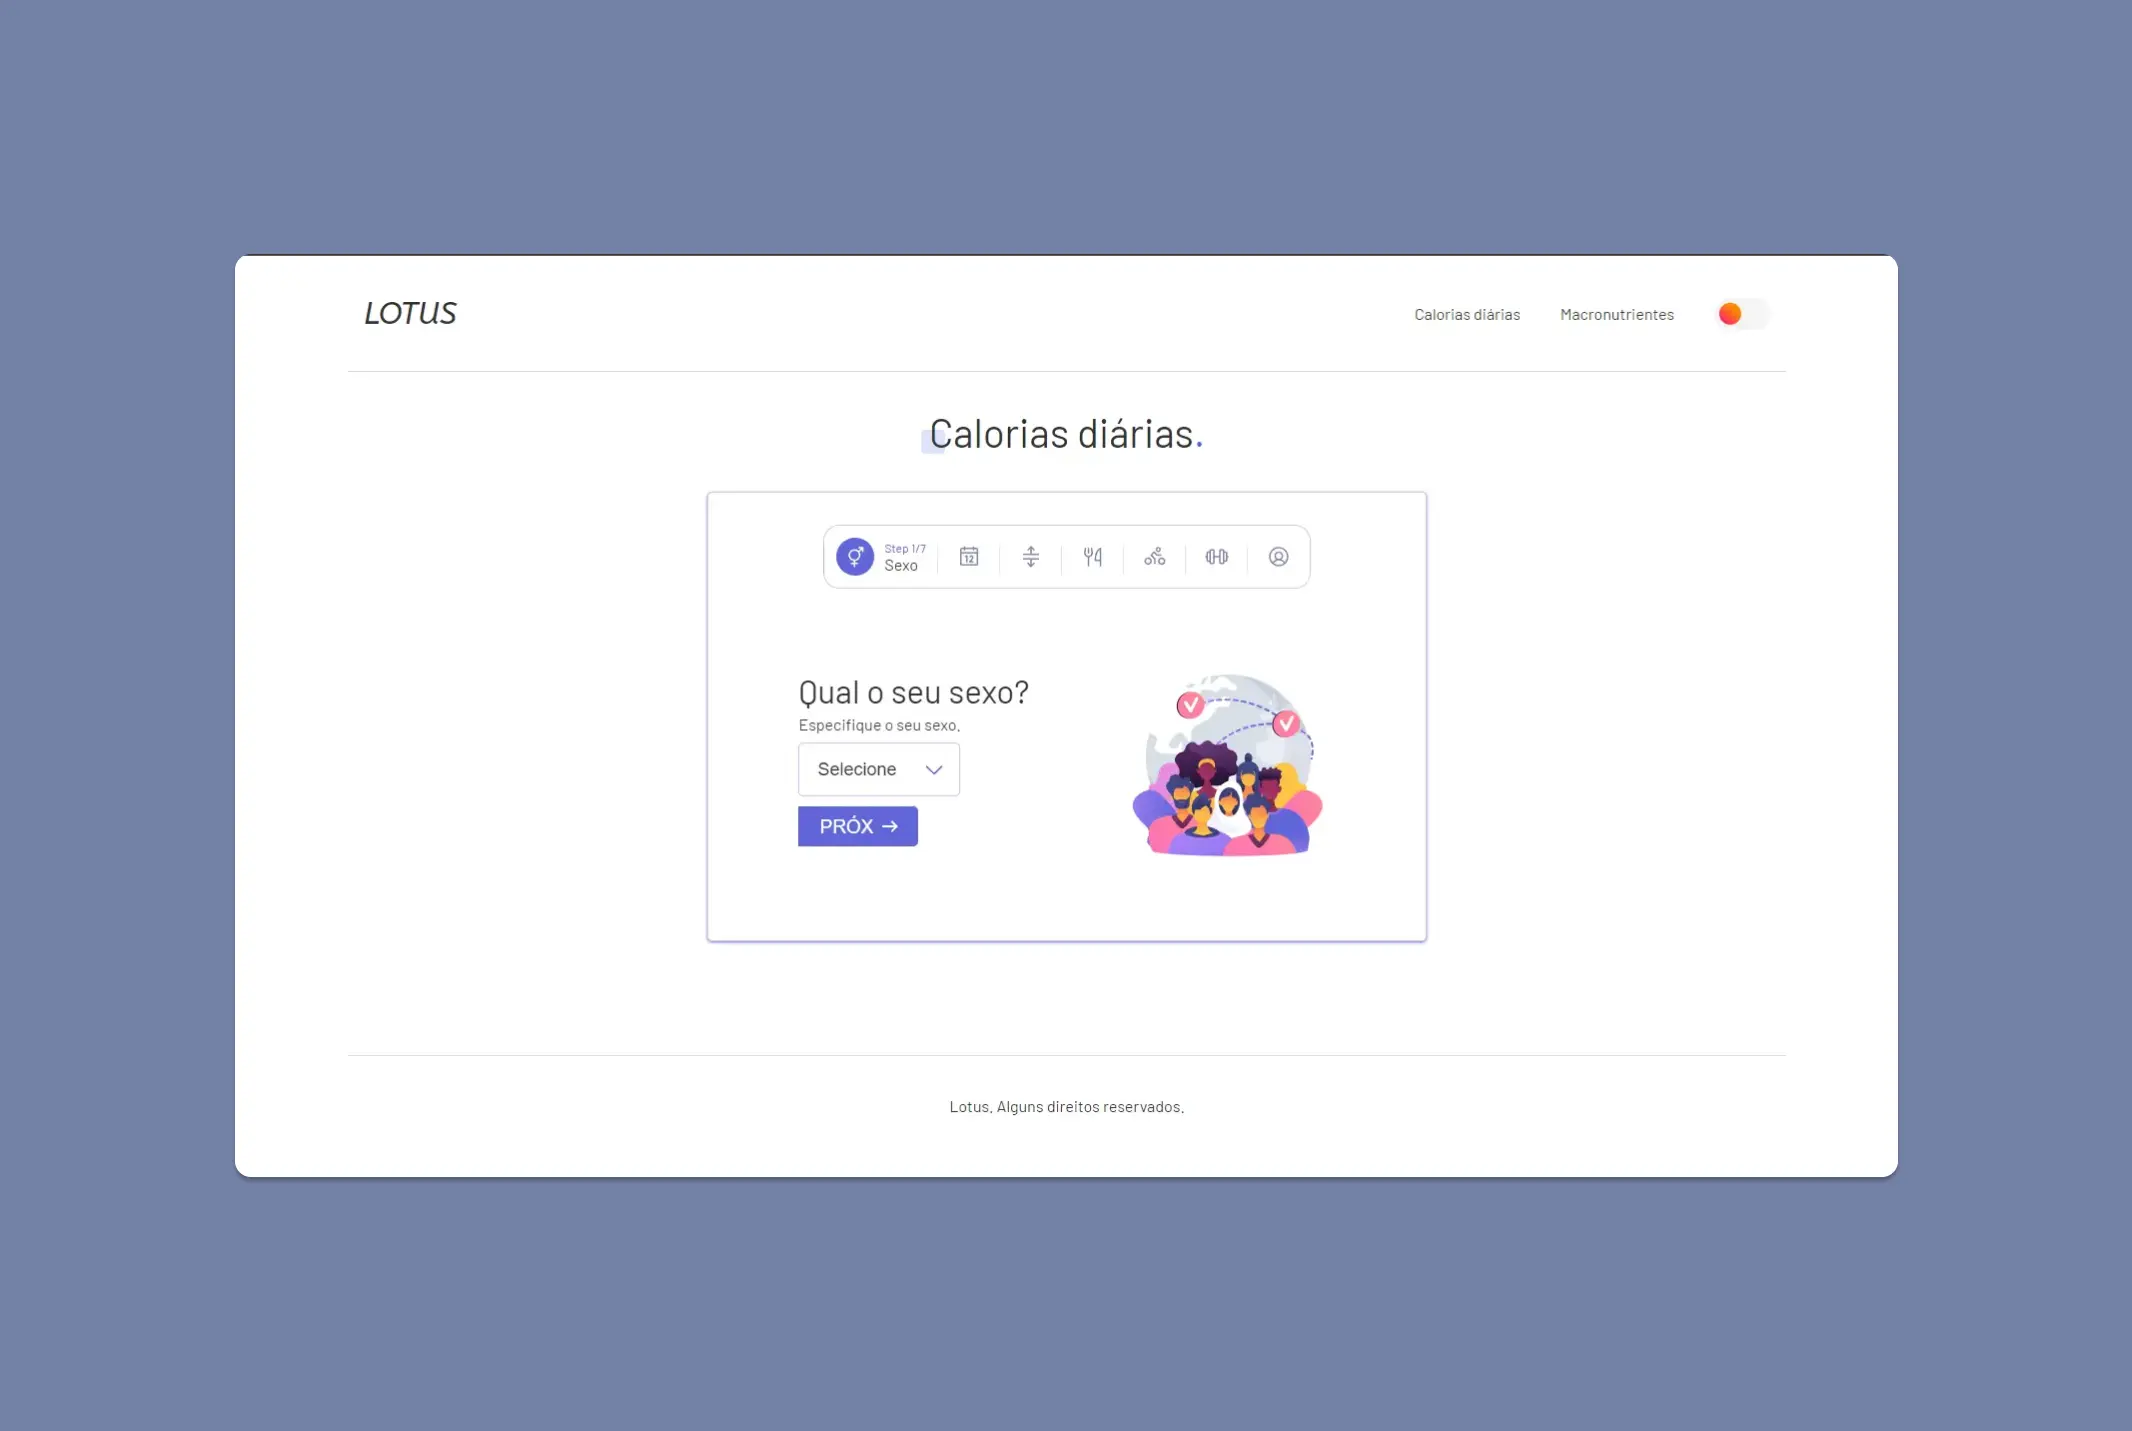 LOTUS
Calorias diárias
Macronutrientes
Calorias diárias.
Step 1/7
Sexo
12
Qual o seu sexo?
Especifique o seu sexo.
Selecione
PRÓX →
Lotus. Alguns direitos reservados.